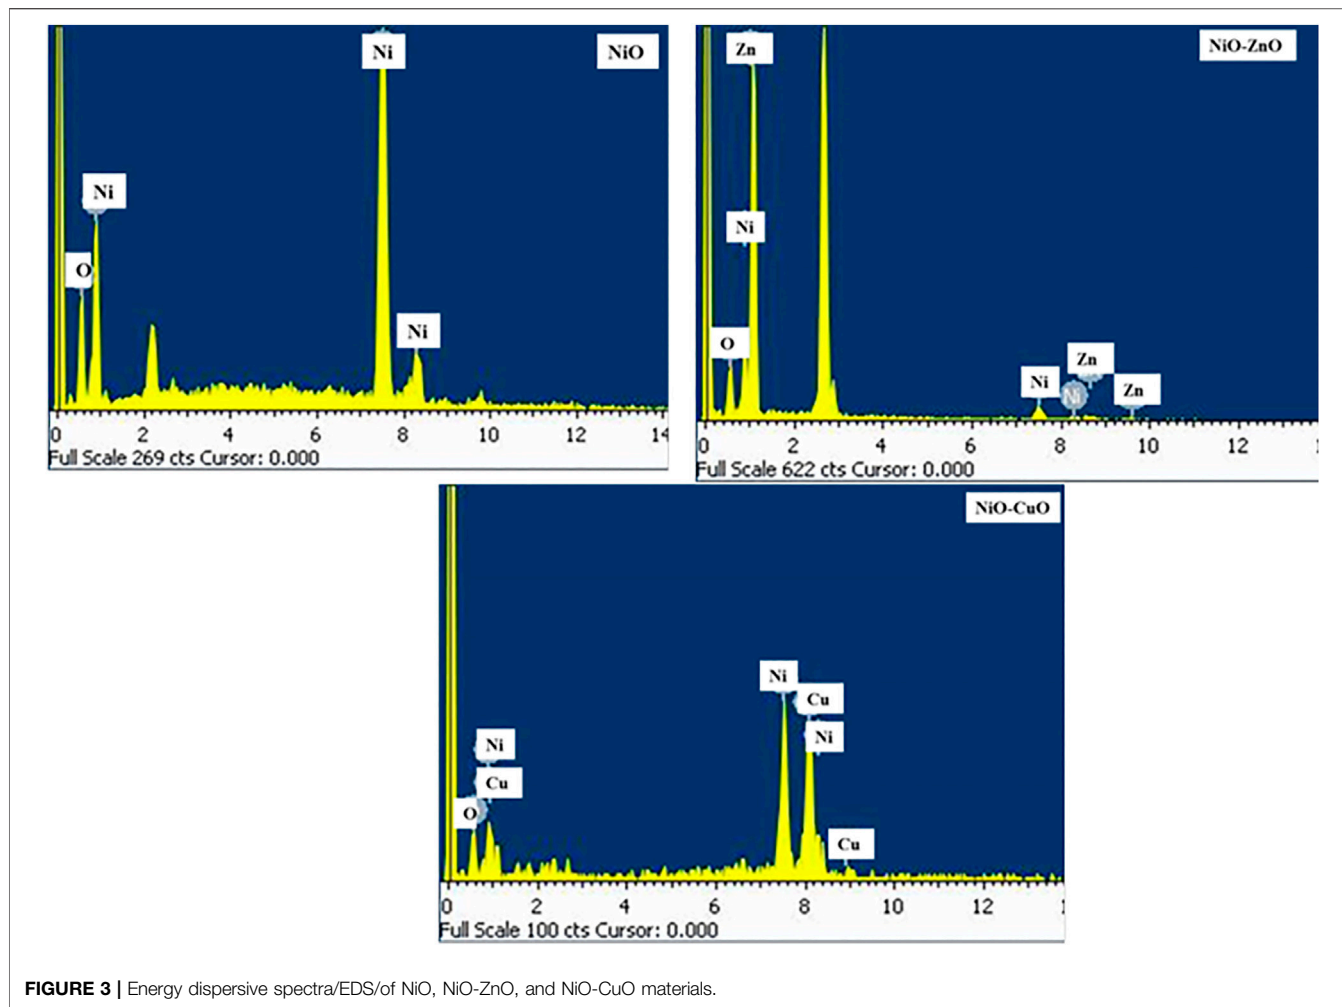 Ni
NiO
Ni
O
Ni
0 2 4 6 8 10 12 14
Full Scale 269 cts Cursor: 0.000
Zn
NiO-ZnO
Ni
O
Zn
Ni
Ni
Zn
0 2 4 6 8 10 12
Full Scale 622 cts Cursor: 0.000
NiO-CuO
Ni
Cu
Ni
Ni
Cu
O
Cu
0 2 4 6 8 10 12
Full Scale 100 cts Cursor: 0.000
FIGURE 3 | Energy dispersive spectra/EDS/of NiO, NiO-ZnO, and NiO-CuO materials.